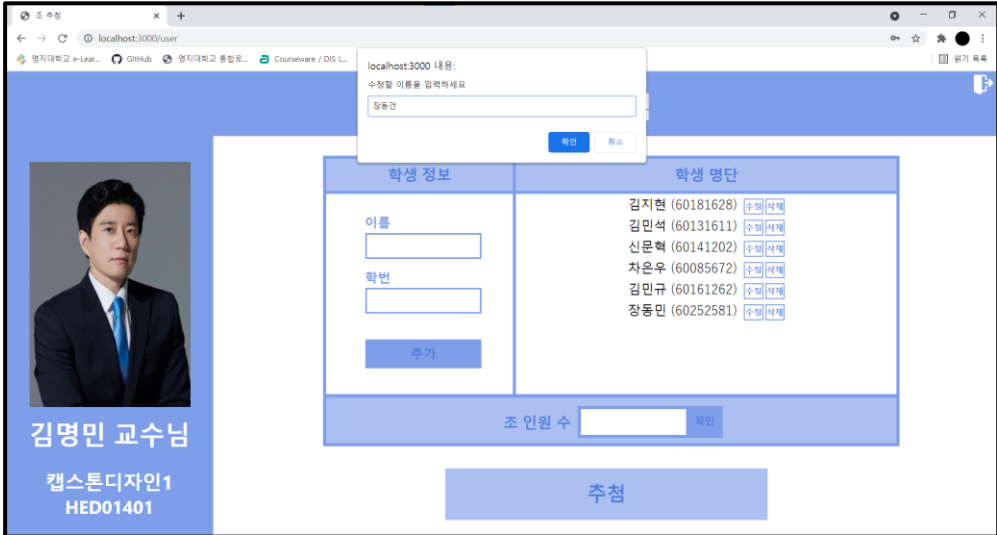 조 추첨
localhost:3000/user
명지대학교 e-Lear... GitHub 명지대학교 통합로... Courseware / DIS L...
읽기 목록
localhost:3000 내용:
수정할 이름을 입력하세요
장동건
확인 취소
학생 정보
학생 명단
이름
학번
추가
김지현 (60181628) 수정 삭제
김민석 (60131611) 수정 삭제
신문혁 (60141202) 수정 삭제
차은우 (60085672) 수정 삭제
김민규 (60161262) 수정 삭제
장동민 (60252581) 수정 삭제
조 인원 수
확인
추첨
김명민 교수님
캡스톤디자인1
HED01401